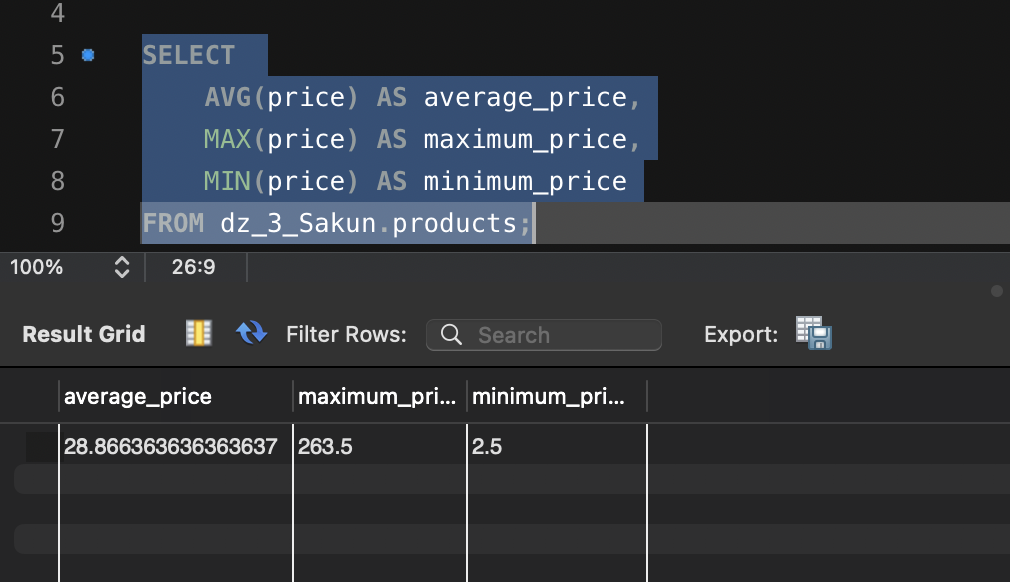 4
5 SELECT
6 AVG(price) AS average_price,
7 MAX(price) AS maximum_price,
8 MIN(price) AS minimum_price
9 FROM dz_3_Sakun.products;
100% 26:9
Result Grid Filter Rows: Search Export:
average_price maximum_pri... minimum_pri...
28.866363636363637 263.5 2.5